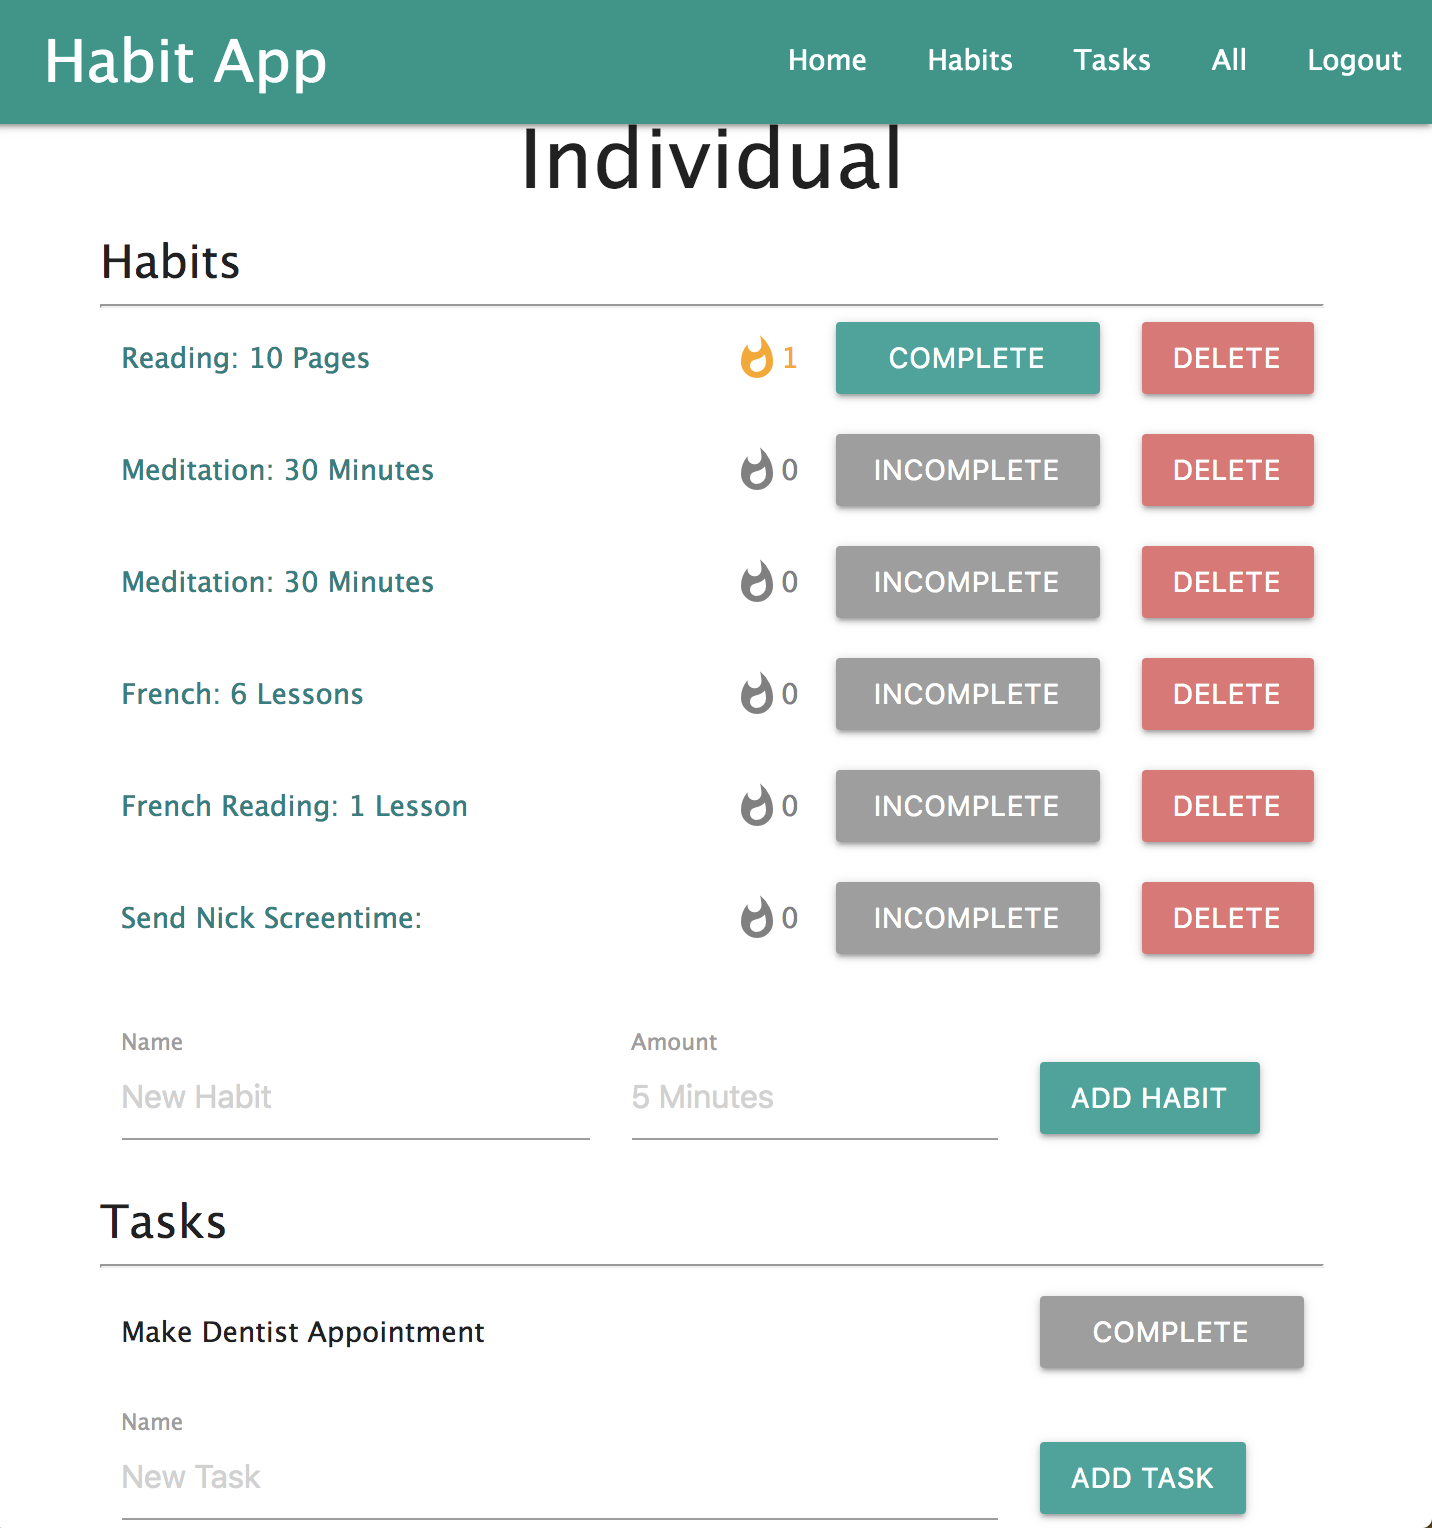 Habit App Home Habits Tasks All Logout
Individual
Habits
Reading: 10 Pages 1 COMPLETE DELETE
Meditation: 30 Minutes 0 INCOMPLETE DELETE
Meditation: 30 Minutes 0 INCOMPLETE DELETE
French: 6 Lessons 0 INCOMPLETE DELETE
French Reading: 1 Lesson 0 INCOMPLETE DELETE
Send Nick Screentime: 0 INCOMPLETE DELETE
Name Amount
New Habit 5 Minutes ADD HABIT
Tasks
Make Dentist Appointment COMPLETE
Name
New Task ADD TASK